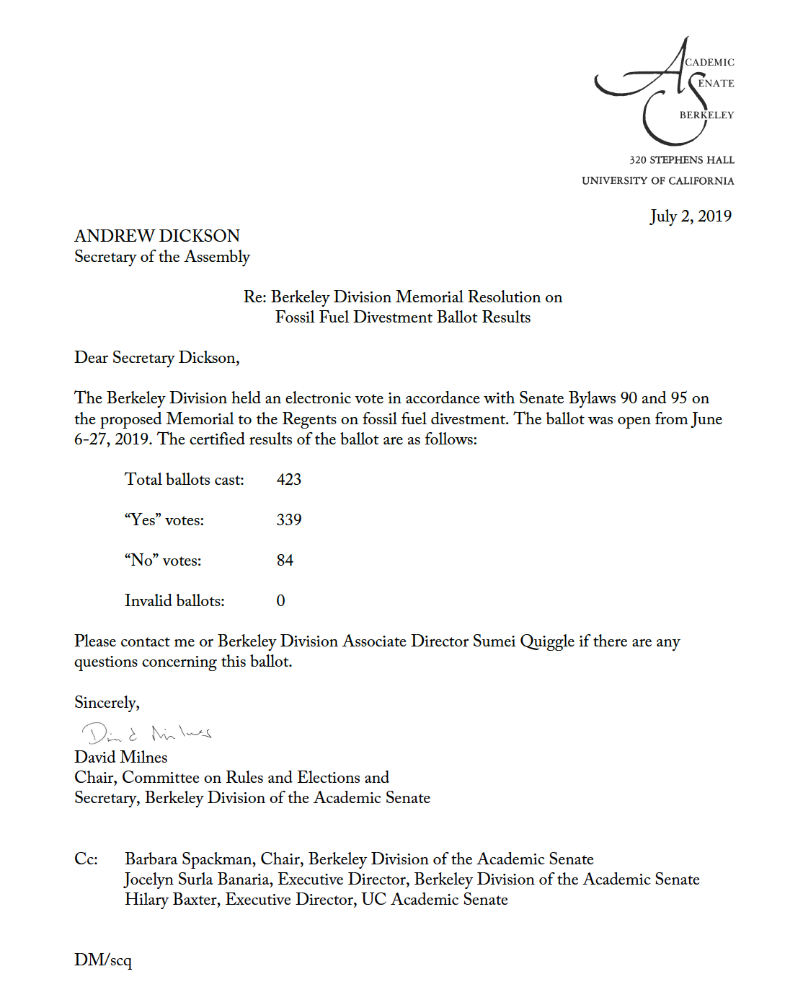 ACADEMIC
SENATE
BERKELEY
320 STEPHENS HALL
UNIVERSITY OF CALIFORNIA
July 2, 2019
ANDREW DICKSON
Secretary of the Assembly
Re: Berkeley Division Memorial Resolution on
Fossil Fuel Divestment Ballot Results
Dear Secretary Dickson,
The Berkeley Division held an electronic vote in accordance with Senate Bylaws 90 and 95 on
the proposed Memorial to the Regents on fossil fuel divestment. The ballot was open from June
6-27, 2019. The certified results of the ballot are as follows:
Total ballots cast: 423
“Yes” votes: 339
“No” votes: 84
Invalid ballots: 0
Please contact me or Berkeley Division Associate Director Sumei Quiggle if there are any
questions concerning this ballot.
Sincerely,
David Milnes
David Milnes
Chair, Committee on Rules and Elections and
Secretary, Berkeley Division of the Academic Senate
Cc: Barbara Spackman, Chair, Berkeley Division of the Academic Senate
Jocelyn Surla Banaria, Executive Director, Berkeley Division of the Academic Senate
Hilary Baxter, Executive Director, UC Academic Senate
DM/scq